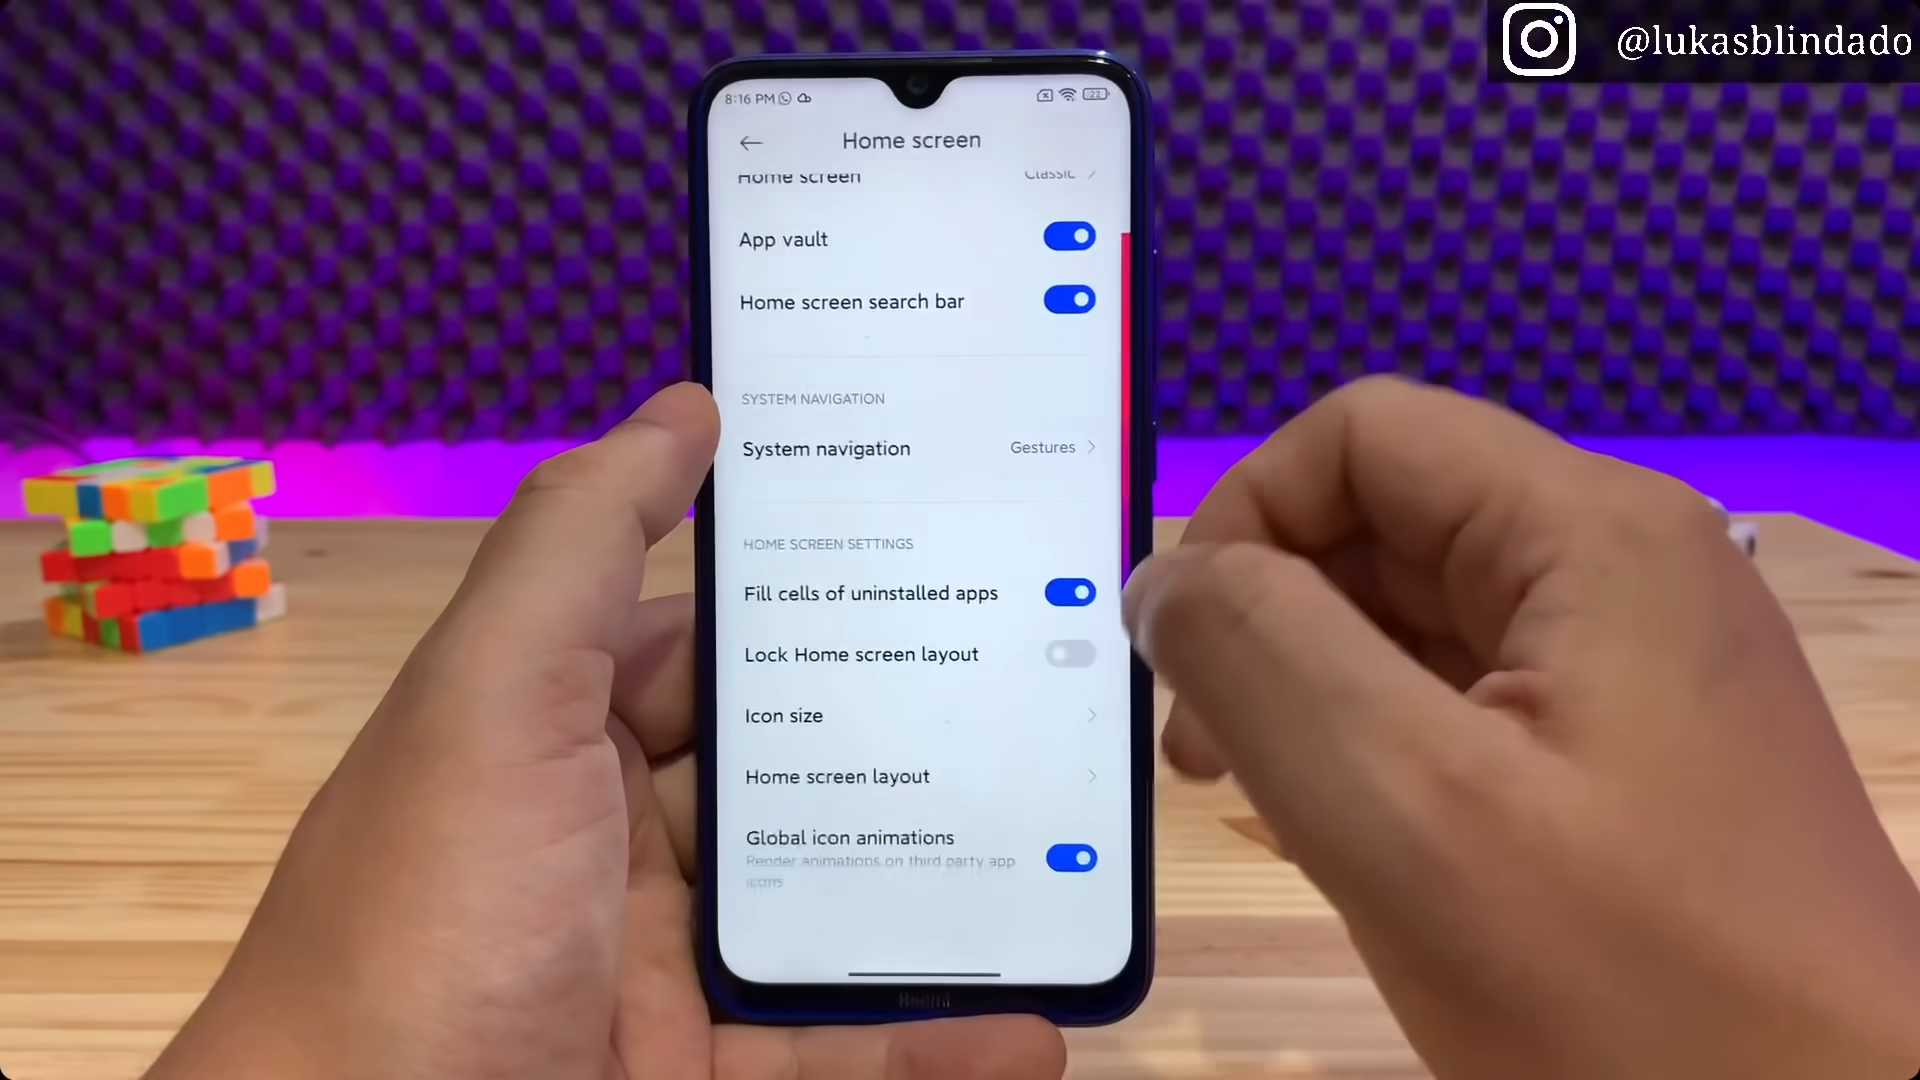 @lukasblindado
8:16 PM
22
Home screen
Home screen
Classic
App vault
Home screen search bar
SYSTEM NAVIGATION
System navigation
Gestures
HOME SCREEN SETTINGS
Fill cells of uninstalled apps
Lock Home screen layout
Icon size
Home screen layout
Global icon animations
Render animations on third party app
icons
Redmi